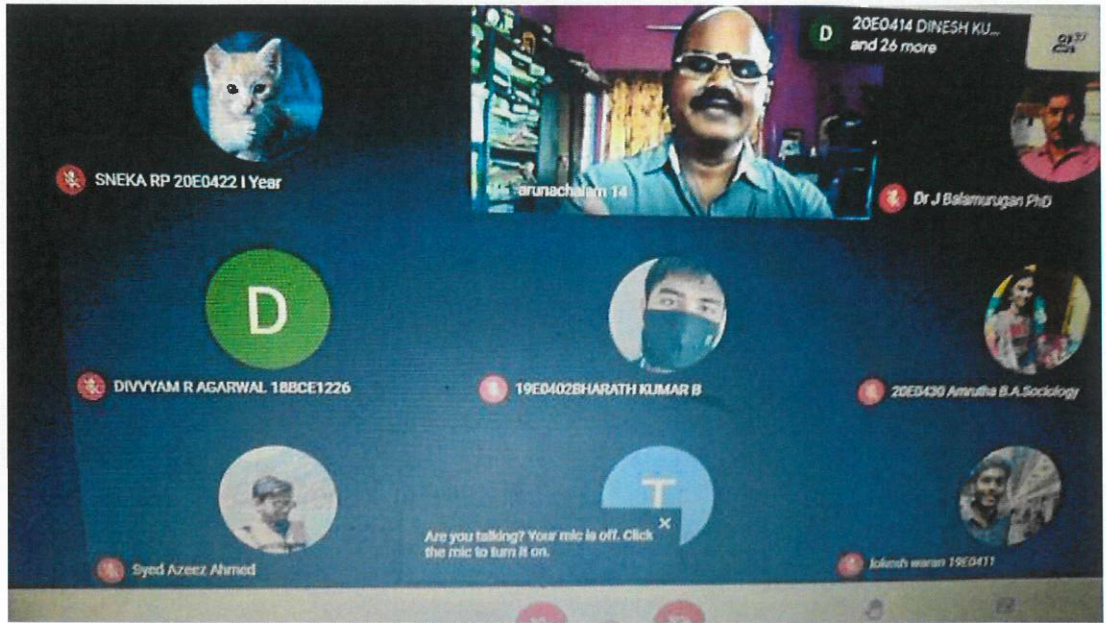 D
20E0414 DINESH KU...
and 26 more
37
SNEKA RP 20E0422 I Year
arunachalam 14
Dr J Balamurugan PhD
D
DIVVYAM R AGARWAL 18BCE1226
19E0402BHARATH KUMAR B
20E0430 Amrutha B.A.Sociology
T
Are you talking? Your mic is off. Click
the mic to turn it on.
Syed Azeez Ahmed
19E0411